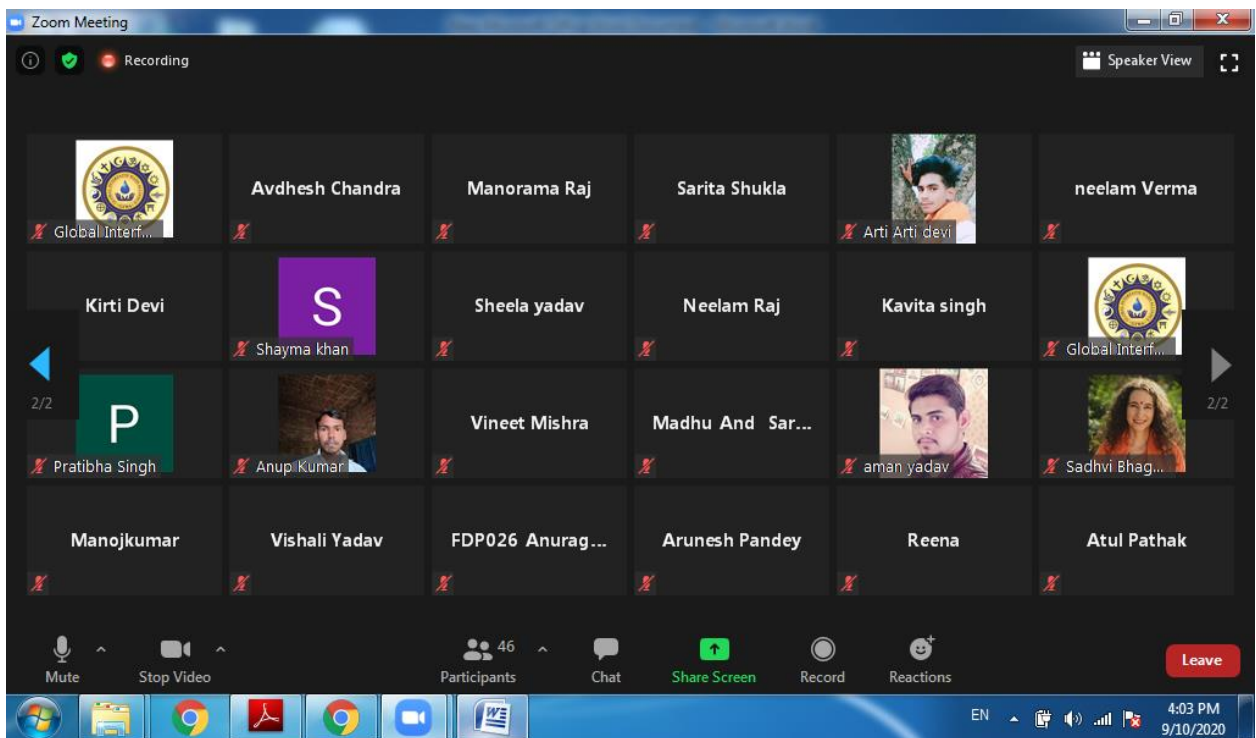 Zoom Meeting
Recording
Speaker View
Global Interf...
Avdhesh Chandra
Manorama Raj
Sarita Shukla
Arti Arti devi
neelam Verma
Kirti Devi
S
Shayma khan
Sheela yadav
Neelam Raj
Kavita singh
Global Interf...
2/2
P
Pratibha Singh
Anup Kumar
Vineet Mishra
Madhu And Sar...
aman yadav
Sadhvi Bhag...
2/2
Manojkumar
Vishali Yadav
FDP026 Anurag...
Arunesh Pandey
Reena
Atul Pathak
Mute
Stop Video
46
Participants
Chat
Share Screen
Record
Reactions
Leave
EN
4:03 PM
9/10/2020